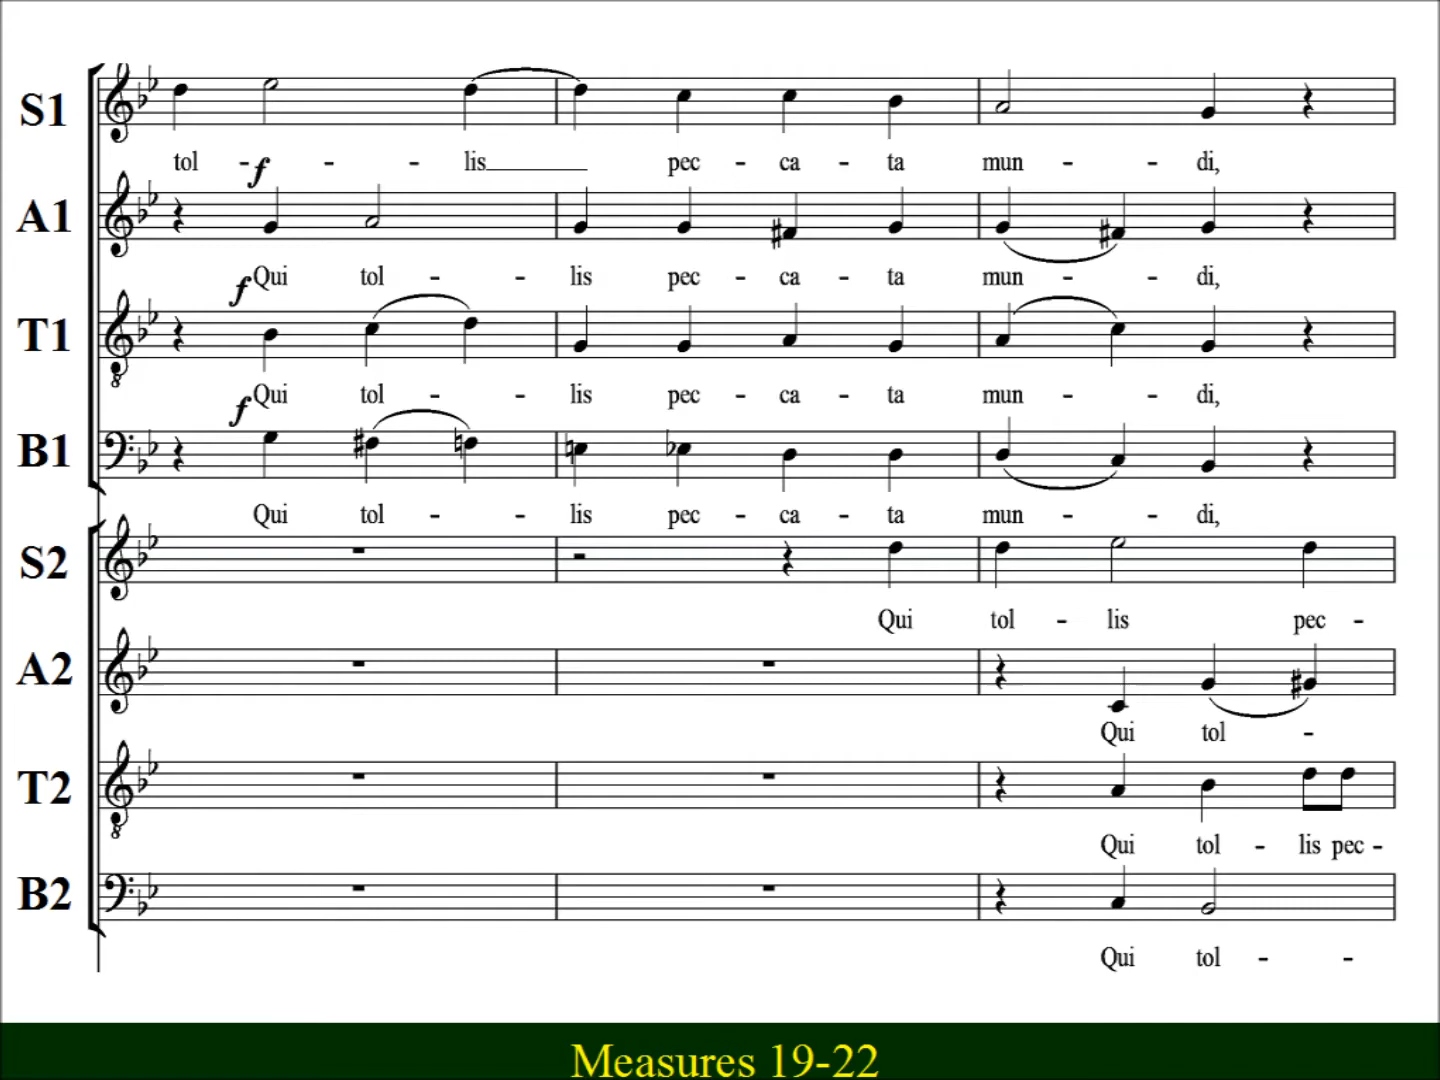 S1
tol - - - lis pec - ca - ta mun - - di,
f
A1
Qui tol - - lis pec - ca - ta mun - - di,
f
T1
Qui tol - - lis pec - ca - ta mun - - di,
f
B1
Qui tol - - lis pec - ca - ta mun - - di,
S2
Qui tol - lis pec -
A2
Qui tol -
T2
8
Qui tol - lis pec -
B2
Qui tol - -
Measures 19-22